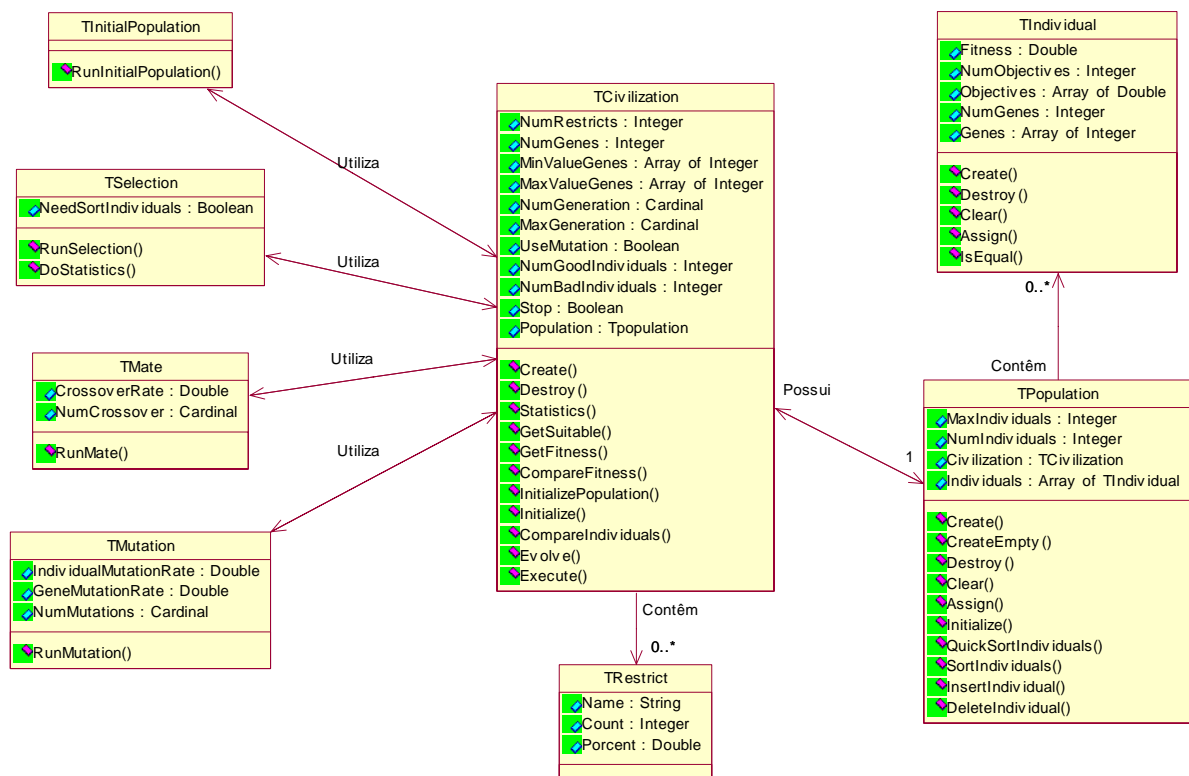 TInitialPopulation
RunInitialPopulation()
TSelection
NeedSortIndividuals : Boolean
RunSelection()
DoStatistics()
TMate
CrossoverRate : Double
NumCrossover : Cardinal
RunMate()
TMutation
IndividualMutationRate : Double
GeneMutationRate : Double
NumMutations : Cardinal
RunMutation()
Utiliza
Utiliza
Utiliza
Utiliza
TCivilization
NumRestricts : Integer
NumGenes : Integer
MinValueGenes : Array of Integer
MaxValueGenes : Array of Integer
NumGeneration : Cardinal
MaxGeneration : Cardinal
UseMutation : Boolean
NumGoodIndividuals : Integer
NumBadIndividuals : Integer
Stop : Boolean
Population : Tpopulation
Create()
Destroy()
Statistics()
GetSuitable()
GetFitness()
CompareFitness()
InitializePopulation()
Initialize()
CompareIndividuals()
Evolve()
Execute()
Contêm
0..*
TRestrict
Name : String
Count : Integer
Porcent : Double
Possui
1
TIndividual
Fitness : Double
NumObjectives : Integer
Objectives : Array of Double
NumGenes : Integer
Genes : Array of Integer
Create()
Destroy()
Clear()
Assign()
IsEqual()
0..*
Contêm
TPopulation
MaxIndividuals : Integer
NumIndividuals : Integer
Civilization : TCivilization
Individuals : Array of TIndividual
Create()
CreateEmpty()
Destroy()
Clear()
Assign()
Initialize()
QuickSortIndividuals()
SortIndividuals()
InsertIndividual()
DeleteIndividual()